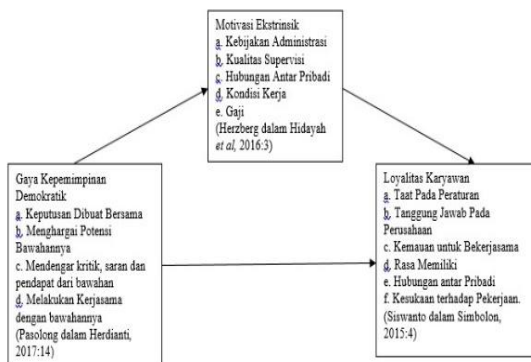 Motivasi Ekstrinsik
a. Kebijakan Administrasi
b. Kualitas Supervisi
c. Hubungan Antar Pribadi
d. Kondisi Kerja
e. Gaji
(Herzberg dalam Hidayah
et al, 2016:3)
Gaya Kepemimpinan
Demokratik
a. Keputusan Dibuat Bersama
b. Menghargai Potensi
Bawahannya
c. Mendengar kritik, saran dan
pendapat dari bawahan
d. Melakukan Kerjasama
dengan bawahannya
(Pasolong dalam Herdianti,
2017:14)
Loyalitas Karyawan
a. Taat Pada Peraturan
b. Tanggung Jawab Pada
Perusahaan
c. Kemauan untuk Bekerjasama
d. Rasa Memiliki
e. Hubungan antar Pribadi
f. Kesukaan terhadap Pekerjaan.
(Siswanto dalam Simbolon,
2015:4)